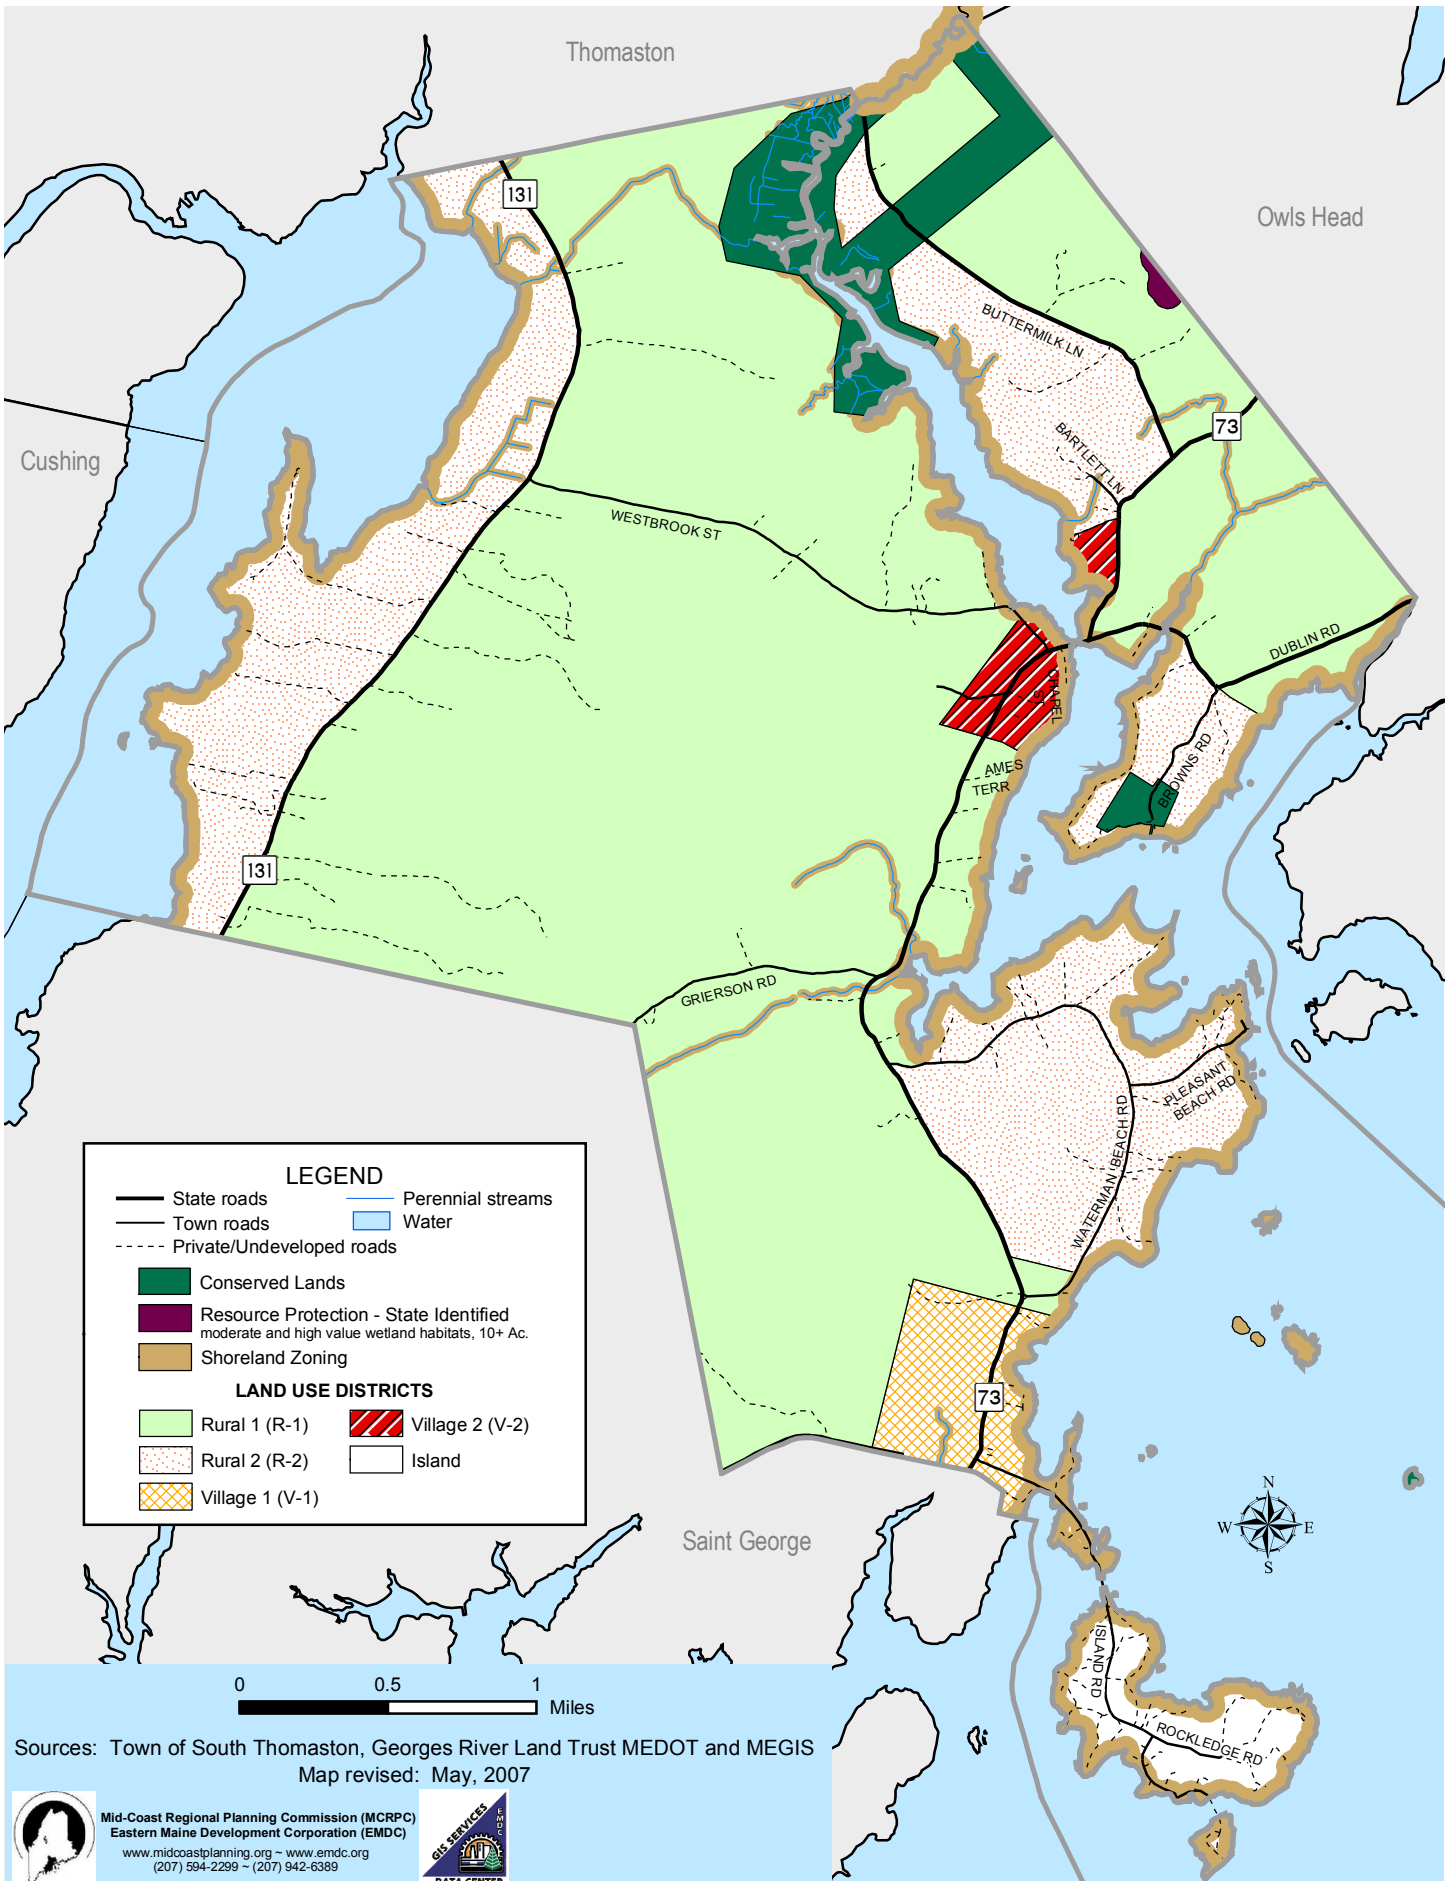 Thomaston
131
Owls Head
BUTTERMILK LN
Cushing
73
BARTLETT LN
WESTBROOK ST
DUBLIN RD
CHAPEL
ST
BROWNS RD
AMES
TERR
131
GRIERSON RD
PLEASANT
BEACH RD
WATERMAN BEACH RD
LEGEND
State roads
Perennial streams
Town roads
Water
Private/Undeveloped roads
Conserved Lands
Resource Protection - State Identified
moderate and high value wetland habitats, 10+ Ac.
Shoreland Zoning
LAND USE DISTRICTS
Rural 1 (R-1)
Village 2 (V-2)
Rural 2 (R-2)
Island
Village 1 (V-1)
73
N
W E
S
Saint George
ISLAND RD
ROCKLEDGE RD
0 0.5 1
Miles
Sources: Town of South Thomaston, Georges River Land Trust MEDOT and MEGIS
Map revised: May, 2007
Mid-Coast Regional Planning Commission (MCRPC)
Eastern Maine Development Corporation (EMDC)
www.midcoastplanning.org ~ www.emdc.org
(207) 594-2299 ~ (207) 942-6389
GIS SERVICES
EMDC
DATA CENTER